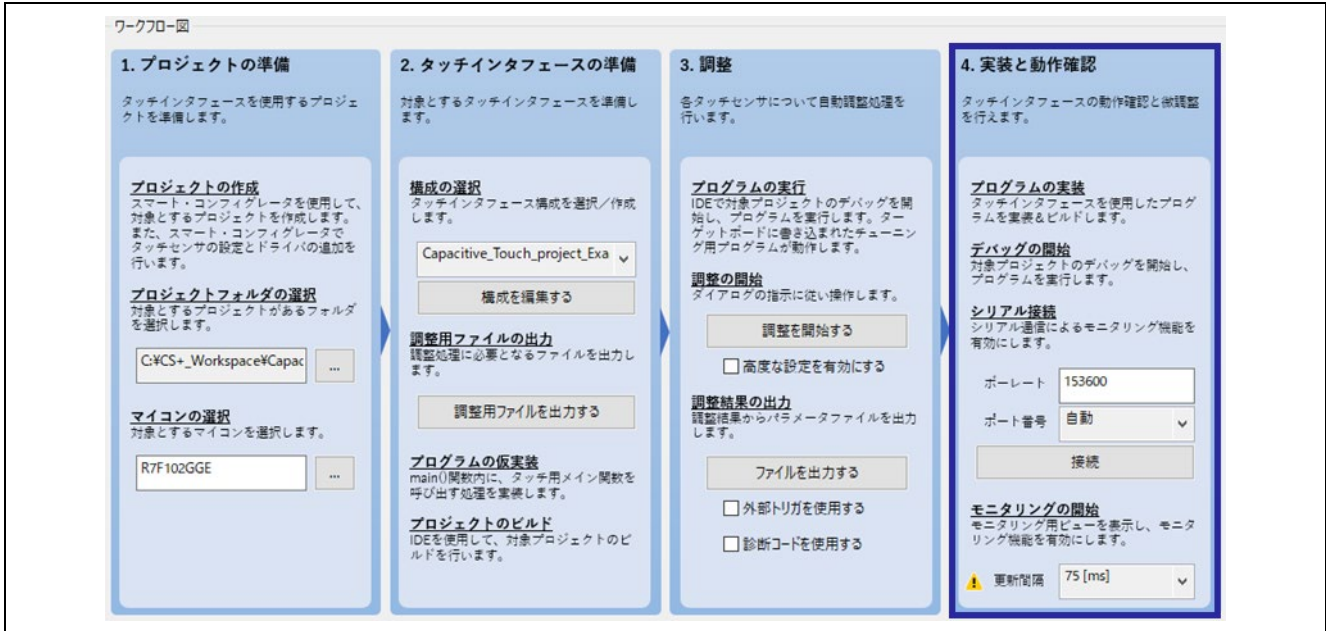 ワークフロー図
1. プロジェクトの準備
タッチインタフェースを使用するプロジェ
クトを準備します。
プロジェクトの作成
スマート・コンフィグレータを使用して、
対象とするプロジェクトを作成します。
また、スマート・コンフィグレータで
タッチセンサの設定とドライバの追加を
行います。
プロジェクトフォルダの選択
対象とするプロジェクトがあるフォルダ
を選択します。
C:¥CS+_Workspace¥Capac
...
マイコンの選択
対象とするマイコンを選択します。
R7F102GGE
...
2. タッチインタフェースの準備
対象とするタッチインタフェースを準備し
ます。
構成の選択
タッチインタフェース構成を選択／作成
します。
Capacitive_Touch_project_Exa
構成を編集する
調整用ファイルの出力
調整処理に必要となるファイルを出力し
ます。
調整用ファイルを出力する
プログラムの仮実装
main()関数内に、タッチ用メイン関数を
呼び出す処理を実装します。
プロジェクトのビルド
IDEを使用して、対象プロジェクトのビ
ルドを行います。
3. 調整
各タッチセンサについて自動調整処理を
行います。
プログラムの実行
IDEで対象プロジェクトのデバッグを開
始し、プログラムを実行します。ター
ゲットボードに書き込まれたチューニン
グ用プログラムが動作します。
調整の開始
ダイアログの指示に従い操作します。
調整を開始する
高度な設定を有効にする
調整結果の出力
調整結果からパラメータファイルを出力
します。
ファイルを出力する
外部トリガを使用する
診断コードを使用する
4. 実装と動作確認
タッチインタフェースの動作確認と微調整
を行えます。
プログラムの実装
タッチインタフェースを使用したプログ
ラムを実装&ビルドします。
デバッグの開始
対象プロジェクトのデバッグを開始し、
プログラムを実行します。
シリアル接続
シリアル通信によるモニタリング機能を
有効にします。
ボーレート 153600
ポート番号 自動
接続
モニタリングの開始
モニタリング用ビューを表示し、モニタ
リング機能を有効にします。
更新間隔 75 [ms]